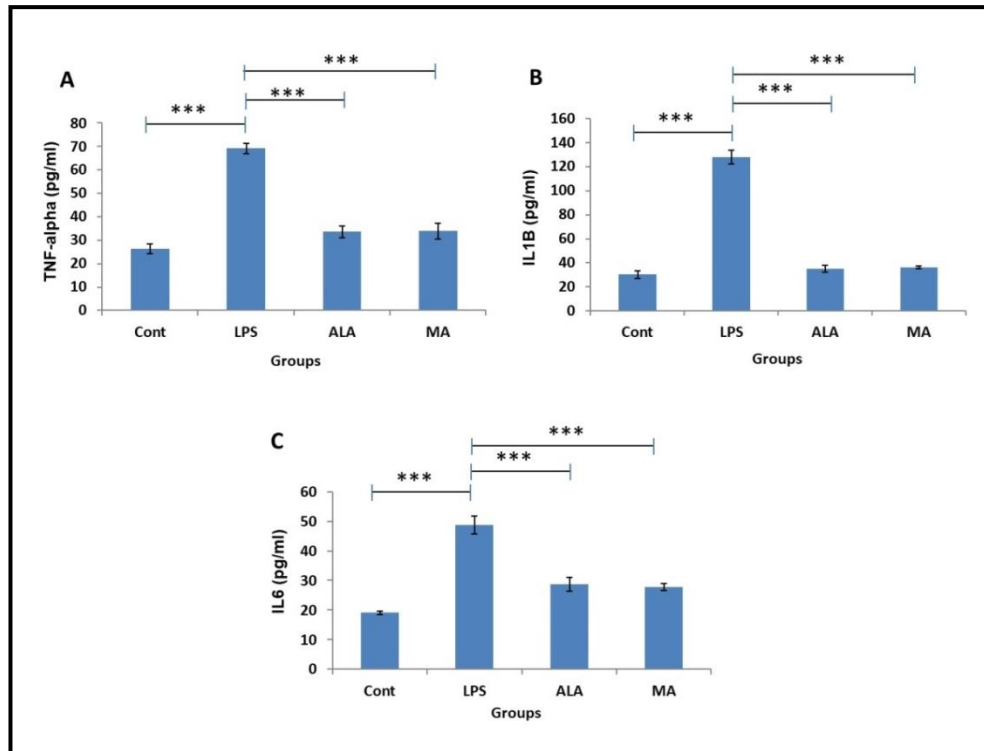 A
***
***
***
TNF-alpha (pg/ml)
80
70
60
50
40
30
20
10
0
Cont LPS ALA MA
Groups
B
***
***
***
IL1B (pg/ml)
160
140
120
100
80
60
40
20
0
Cont LPS ALA MA
Groups
C
***
***
***
IL6 (pg/ml)
60
50
40
30
20
10
0
Cont LPS ALA MA
Groups